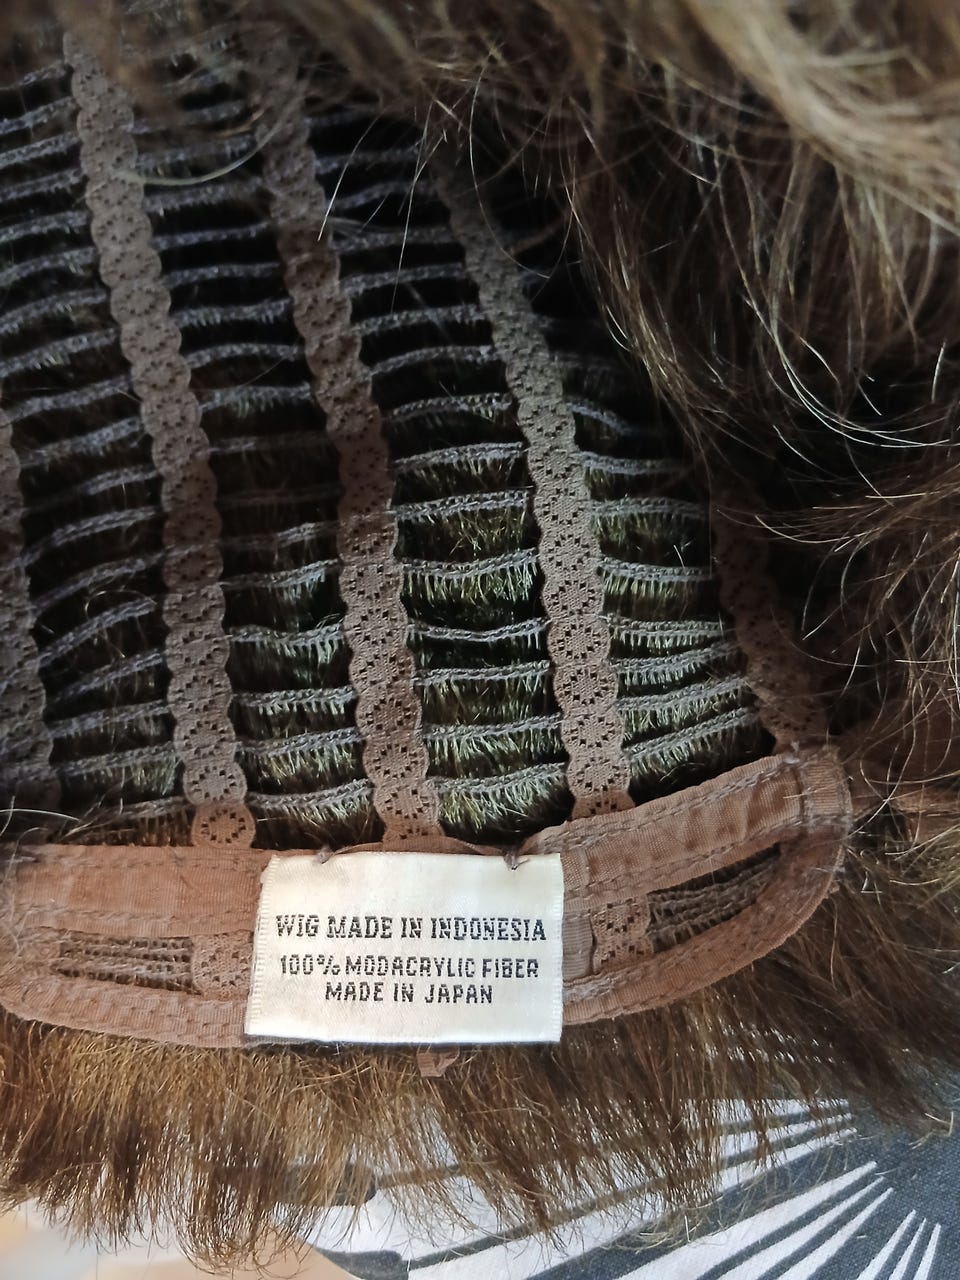 WIG MADE IN INDONESIA
100% MODACRYLIC FIBER
MADE IN JAPAN